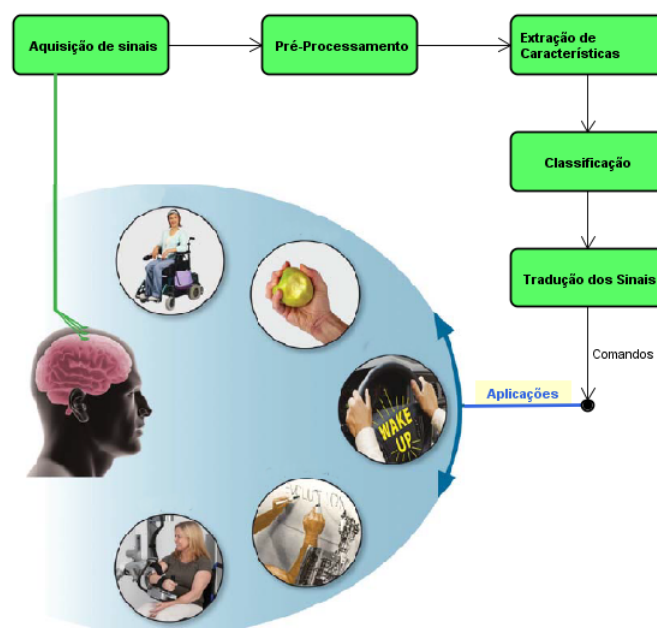 Aquisição de sinais
Pré-Processamento
Extração de
Características
Classificação
Tradução dos Sinais
Comandos
Aplicações
WAKE
UP